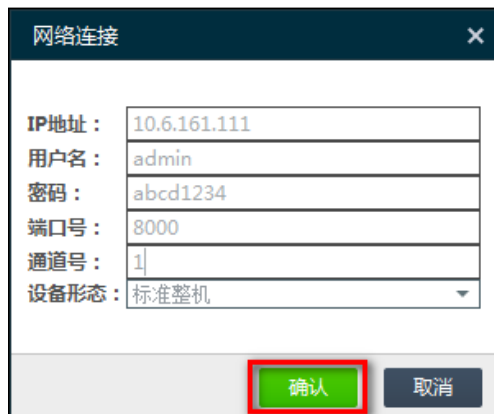 网络连接
IP地址： 10.6.161.111
用户名： admin
密码： abcd1234
端口号： 8000
通道号： 1
设备形态： 标准整机
确认 取消